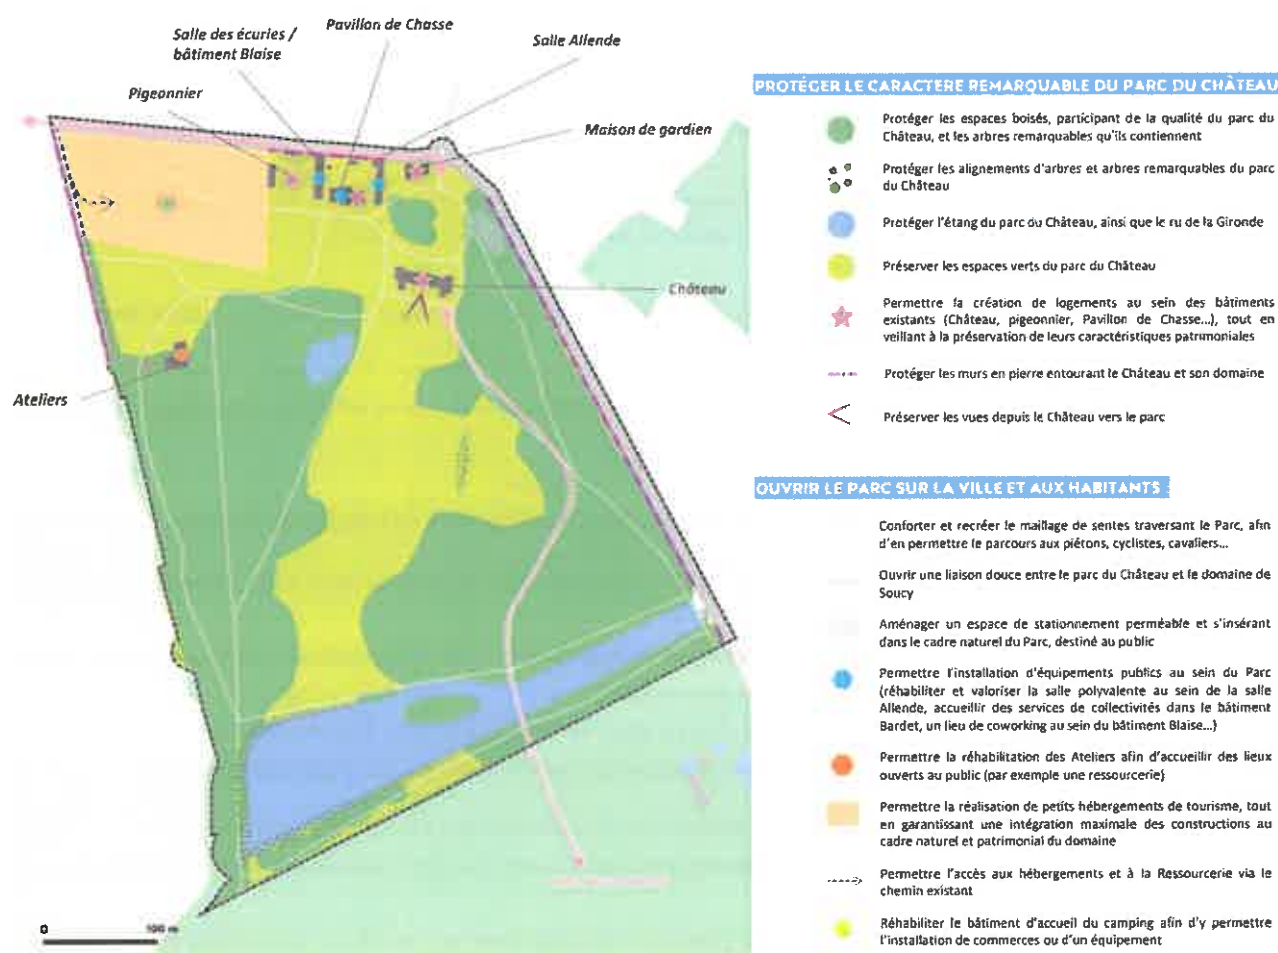 Salle des écuries /
bâtiment Blaise
Pavillon de Chasse
Salle Allende
Pigeonnier
Maison de gardien
Château
Ateliers
0
100 m
PROTÉGER LE CARACTERE REMARQUABLE DU PARC DU CHÂTEAU
Protéger les espaces boisés, participant de la qualité du parc du
Château, et les arbres remarquables qu'ils contiennent
Protéger les alignements d'arbres et arbres remarquables du parc
du Château
Protéger l'étang du parc du Château, ainsi que le ru de la Gironde
Préserver les espaces verts du parc du Château
Permettre la création de logements au sein des bâtiments
existants (Château, pigeonnier, Pavillon de Chasse...), tout en
veillant à la préservation de leurs caractéristiques patrimoniales
Protéger les murs en pierre entourant le Château et son domaine
Préserver les vues depuis le Château vers le parc
OUVRIR LE PARC SUR LA VILLE ET AUX HABITANTS :
Conforter et recréer le maillage de sentes traversant le Parc, afin
d'en permettre le parcours aux piétons, cyclistes, cavaliers...
Ouvrir une liaison douce entre le parc du Château et le domaine de
Soucy
Aménager un espace de stationnement perméable et s'insérant
dans le cadre naturel du Parc, destiné au public
Permettre l'installation d'équipements publics au sein du Parc
(réhabiliter et valoriser la salle polyvalente au sein de la salle
Allende, accueillir des services de collectivités dans le bâtiment
Bardet, un lieu de coworking au sein du bâtiment Blaise...)
Permettre la réhabilitation des Ateliers afin d'accueillir des lieux
ouverts au public (par exemple une ressourcerie)
Permettre la réalisation de petits hébergements de tourisme, tout
en garantissant une intégration maximale des constructions au
cadre naturel et patrimonial du domaine
Permettre l'accès aux hébergements et à la Ressourcerie via le
chemin existant
Réhabiliter le bâtiment d'accueil du camping afin d'y permettre
l'installation de commerces ou d'un équipement